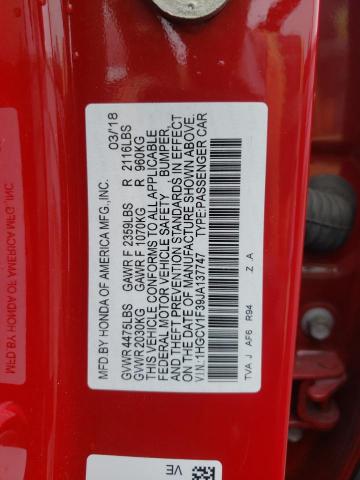 MFD.BY HONDA OF AMERICA MFG.,INC. 03/18
GVWR 4475LBS GAWR F 2359LBS R 2116LBS
GVWR 2030KG GAWR F 1070KG R 960KG
THIS VEHICLE CONFORMS TO ALL APPLICABLE
FEDERAL MOTOR VEHICLE SAFETY, BUMPER,
AND THEFT PREVENTION STANDARDS IN EFFECT
ON THE DATE OF MANUFACTURE SHOWN ABOVE.
V.I.N.:1HGCV1F39JA137747 TYPE:PASSENGER CAR
TVA J AF6 R94 Z A
VE